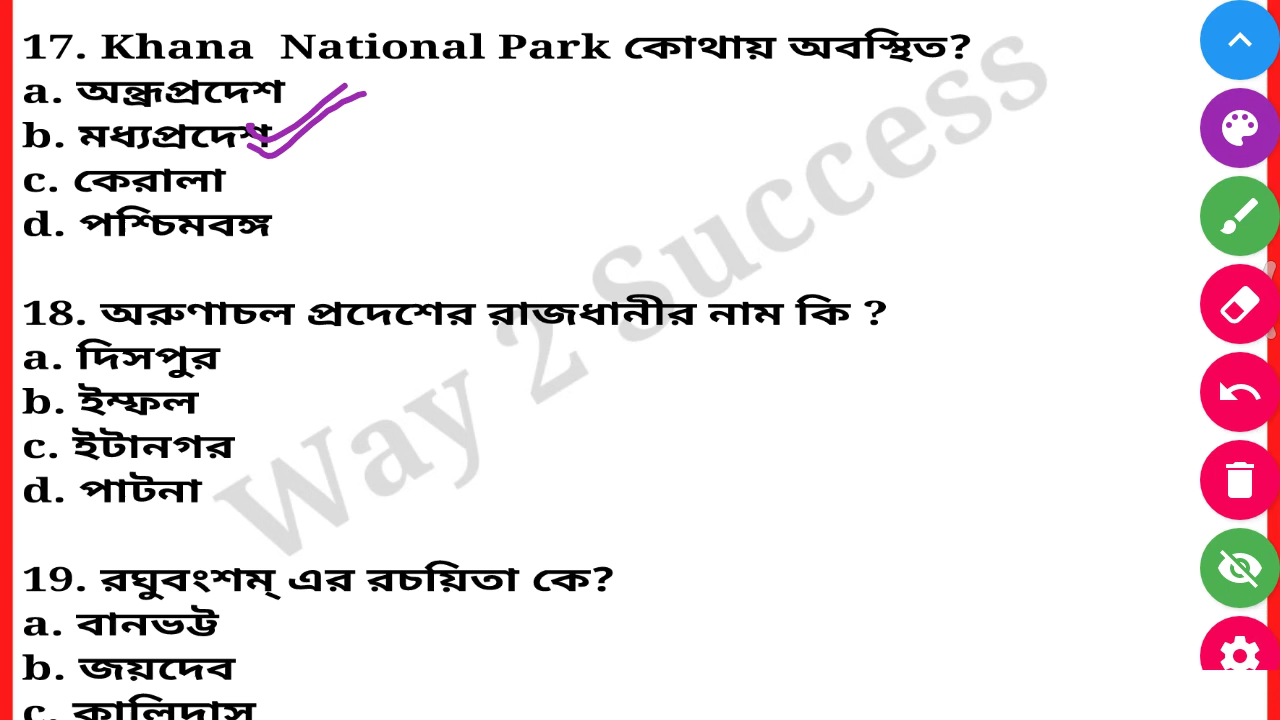 17. Khana National Park কোথায় অবস্থিত?
a. অন্ধ্রপ্রদেশ
b. মধ্যপ্রদেশ
c. কেরালা
d. পশ্চিমবঙ্গ
18. অরুণাচল প্রদেশের রাজধানীর নাম কি ?
a. দিসপুর
b. ইম্ফল
c. ইটানগর
d. পাটনা
19. রঘুবংশম্ এর রচয়িতা কে?
a. বানভট্ট
b. জয়দেব
c. কালিদাস
Way 2 Success